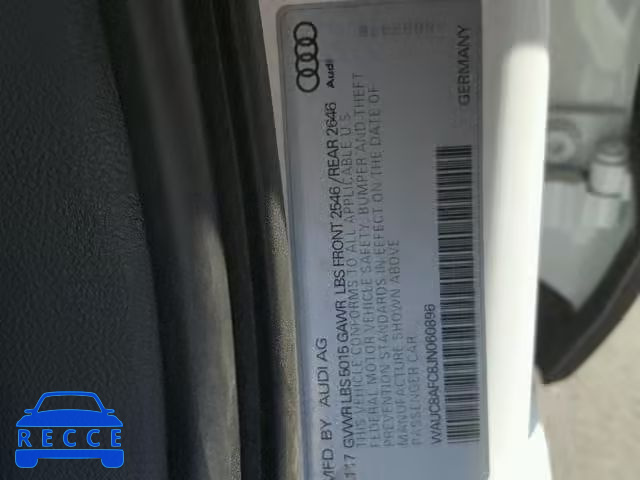 MFD. BY AUDI AG
117 GVWR LBS 5015 GAWR LBS FRONT 2546 /REAR 2646
THIS VEHICLE CONFORMS TO ALL APPLICABLE U.S.
FEDERAL MOTOR VEHICLE SAFETY, BUMPER AND THEFT
PREVENTION STANDARDS IN EFFECT ON THE DATE OF
MANUFACTURE SHOWN ABOVE
PASSENGER CAR
WAUC8AFC8JN060896
GERMANY
Audi
RECCE